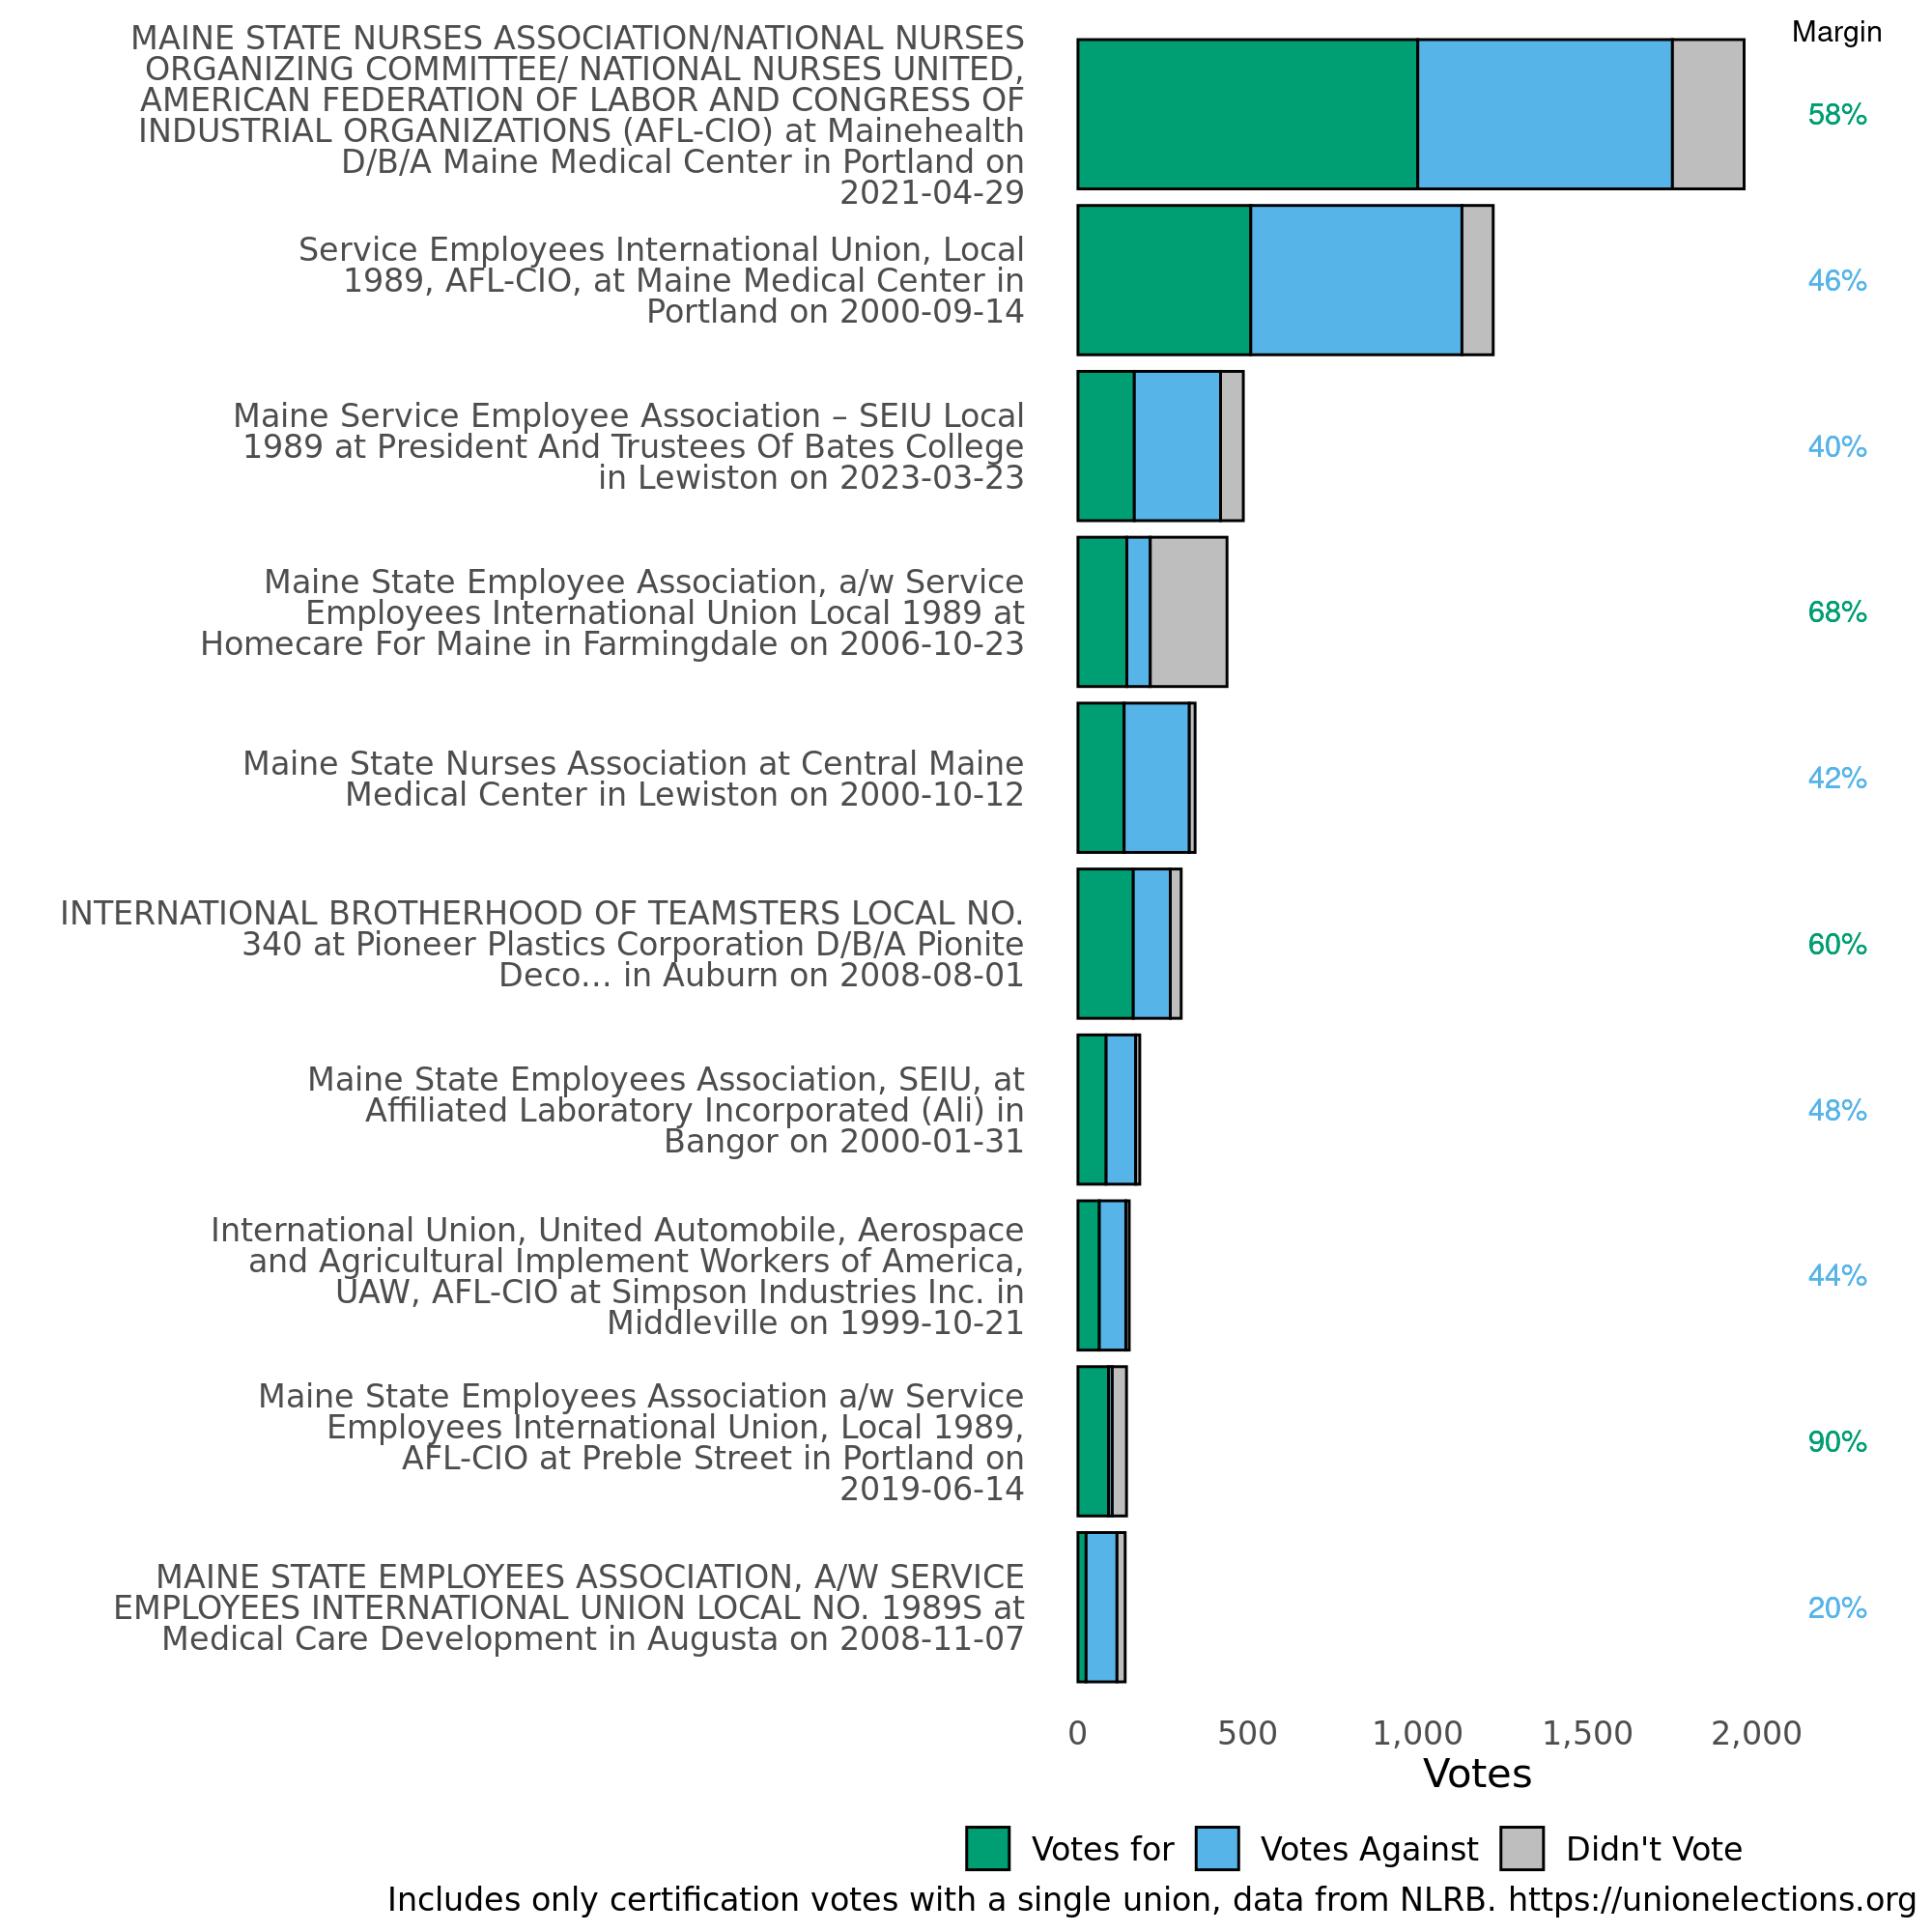 Margin
MAINE STATE NURSES ASSOCIATION/NATIONAL NURSES
ORGANIZING COMMITTEE/ NATIONAL NURSES UNITED,
AMERICAN FEDERATION OF LABOR AND CONGRESS OF
INDUSTRIAL ORGANIZATIONS (AFL-CIO) at Mainehealth
D/B/A Maine Medical Center in Portland on
2021-04-29
58%
Service Employees International Union, Local
1989, AFL-CIO, at Maine Medical Center in
Portland on 2000-09-14
46%
Maine Service Employee Association – SEIU Local
1989 at President And Trustees Of Bates College
in Lewiston on 2023-03-23
40%
Maine State Employee Association, a/w Service
Employees International Union Local 1989 at
Homecare For Maine in Farmingdale on 2006-10-23
68%
Maine State Nurses Association at Central Maine
Medical Center in Lewiston on 2000-10-12
42%
INTERNATIONAL BROTHERHOOD OF TEAMSTERS LOCAL NO.
340 at Pioneer Plastics Corporation D/B/A Pionite
Deco... in Auburn on 2008-08-01
60%
Maine State Employees Association, SEIU, at
Affiliated Laboratory Incorporated (Ali) in
Bangor on 2000-01-31
48%
International Union, United Automobile, Aerospace
and Agricultural Implement Workers of America,
UAW, AFL-CIO at Simpson Industries Inc. in
Middleville on 1999-10-21
44%
Maine State Employees Association a/w Service
Employees International Union, Local 1989,
AFL-CIO at Preble Street in Portland on
2019-06-14
90%
MAINE STATE EMPLOYEES ASSOCIATION, A/W SERVICE
EMPLOYEES INTERNATIONAL UNION LOCAL NO. 1989S at
Medical Care Development in Augusta on 2008-11-07
20%
0 500 1,000 1,500 2,000
Votes
Votes for Votes Against Didn't Vote
Includes only certification votes with a single union, data from NLRB. https://unionelections.org